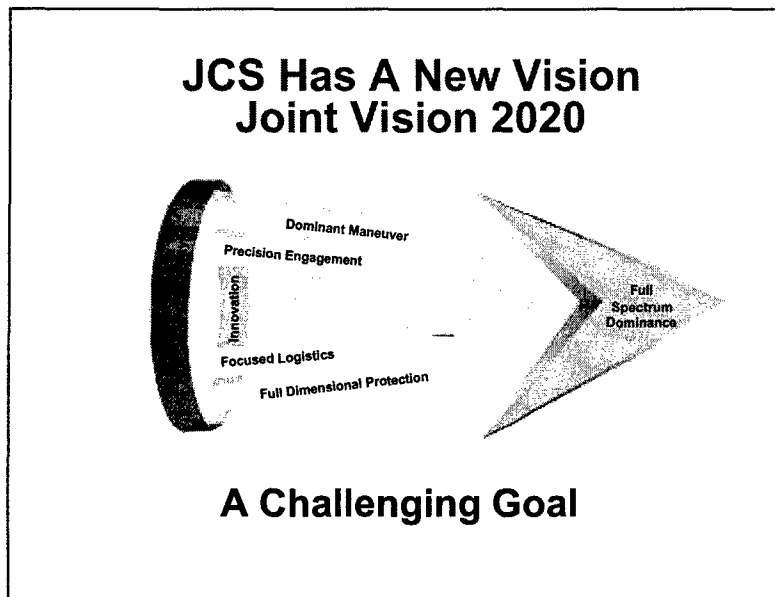 JCS Has A New Vision
Joint Vision 2020
Dominant Maneuver
Precision Engagement
Innovation
Focused Logistics
Full Dimensional Protection
Full
Spectrum
Dominance
A Challenging Goal